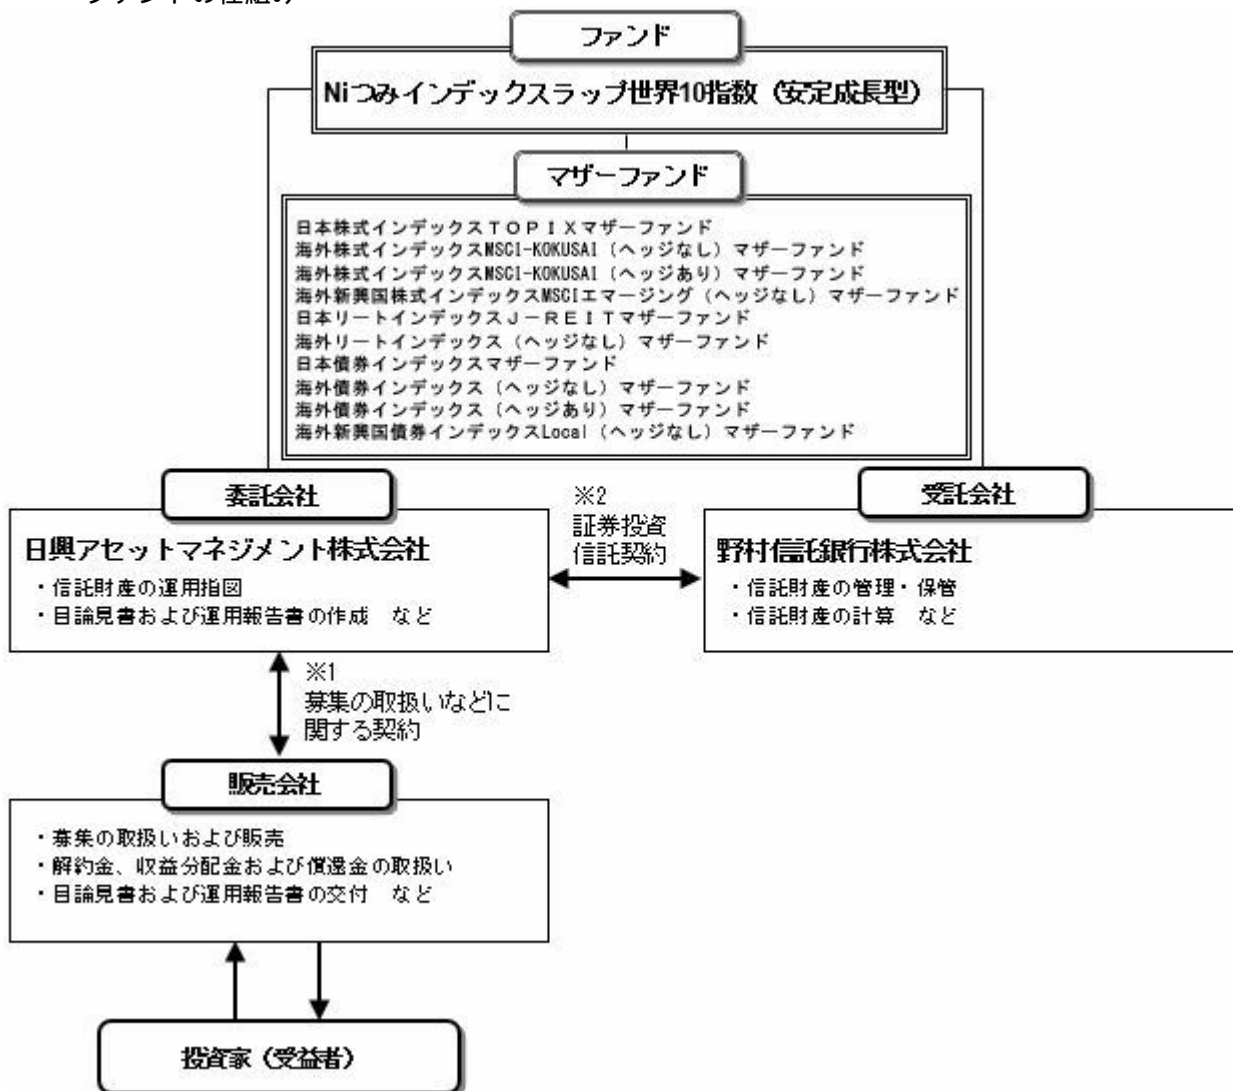 ファンドの仕組み
ファンド
Niつみインデックスラップ世界10指数（安定成長型）
マザーファンド
日本株式インデックスＴＯＰＩＸマザーファンド
海外株式インデックスMSCI-KOKUSAI（ヘッジなし）マザーファンド
海外株式インデックスMSCI-KOKUSAI（ヘッジあり）マザーファンド
海外新興国株式インデックスMSCIエマージング（ヘッジなし）マザーファンド
日本リートインデックスＪ－ＲＥＩＴマザーファンド
海外リートインデックス（ヘッジなし）マザーファンド
日本債券インデックスマザーファンド
海外債券インデックス（ヘッジなし）マザーファンド
海外債券インデックス（ヘッジあり）マザーファンド
海外新興国債券インデックスLocal（ヘッジなし）マザーファンド
委託会社
日興アセットマネジメント株式会社
・信託財産の運用指図
・目論見書および運用報告書の作成　など
※2
証券投資
信託契約
受託会社
野村信託銀行株式会社
・信託財産の管理・保管
・信託財産の計算　など
※1
募集の取扱いなどに
関する契約
販売会社
・募集の取扱いおよび販売
・解約金、収益分配金および償還金の取扱い
・目論見書および運用報告書の交付　など
投資家（受益者）